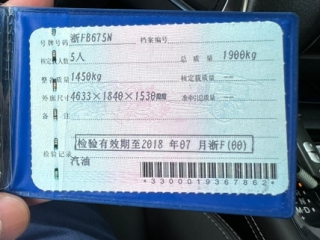 号牌号码 浙FB675N 档案编号
核定载人数 5人 总质量 1900kg
整备质量 1450kg 核定载质量 --
外廓尺寸 4633×1840×1530 准牵引总质量 --
备注
检验有效期至2018 年07 月浙F(00)
检验记录
汽油
*3300019367862*